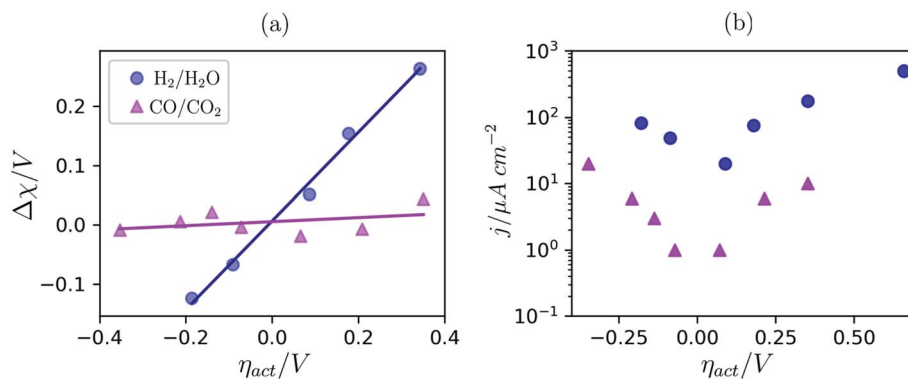 (a)
(b)
Δχ/V
0.2
0.1
0.0
−0.1
H₂/H₂O
CO/CO₂
−0.4
−0.2
0.0
0.2
0.4
η_act/V
j/μA cm⁻²
10³
10²
10¹
10⁰
10⁻¹
−0.25
0.00
0.25
0.50
η_act/V